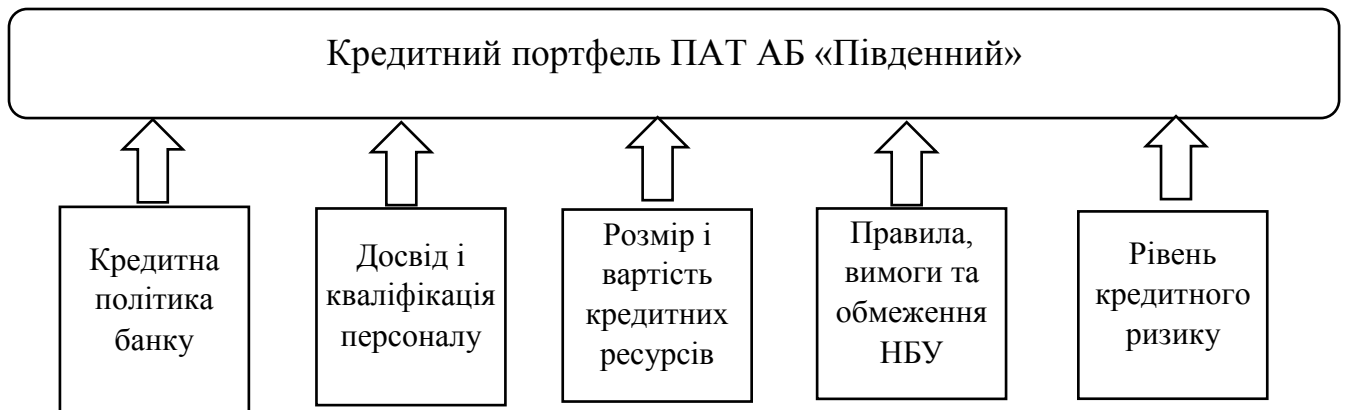 Кредитний портфель ПАТ АБ «Південний»
Кредитна
політика
банку
Досвід і
кваліфікація
персоналу
Розмір і
вартість
кредитних
ресурсів
Правила,
вимоги та
обмеження
НБУ
Рівень
кредитного
ризику